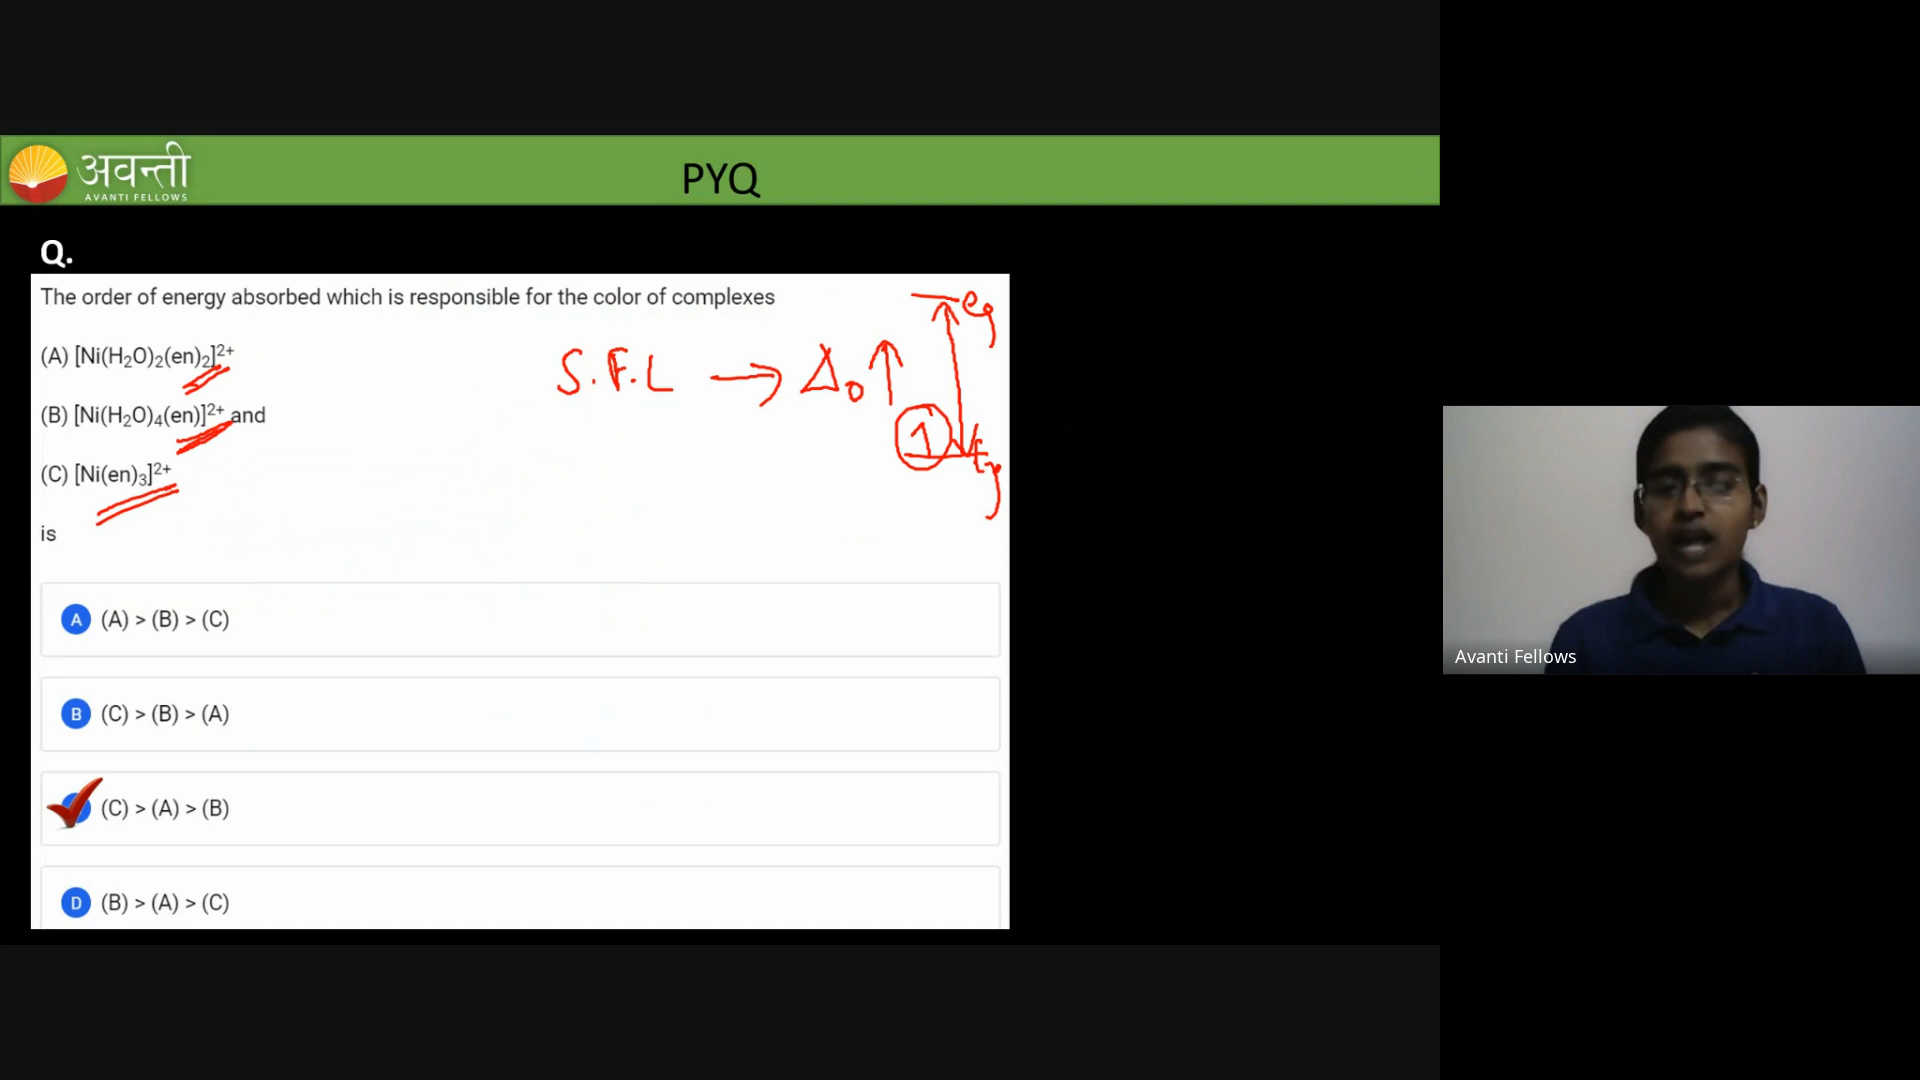 अवन्ती
AVANTI FELLOWS
PYQ
Q.
The order of energy absorbed which is responsible for the color of complexes
(A) [Ni(H₂O)₂(en)₂]²⁺
(B) [Ni(H₂O)₄(en)]²⁺ and
(C) [Ni(en)₃]²⁺
is
S.F.L → Δ₀ ↑
eg
1
t₂g
A (A) > (B) > (C)
B (C) > (B) > (A)
(C) > (A) > (B)
D (B) > (A) > (C)
Avanti Fellows